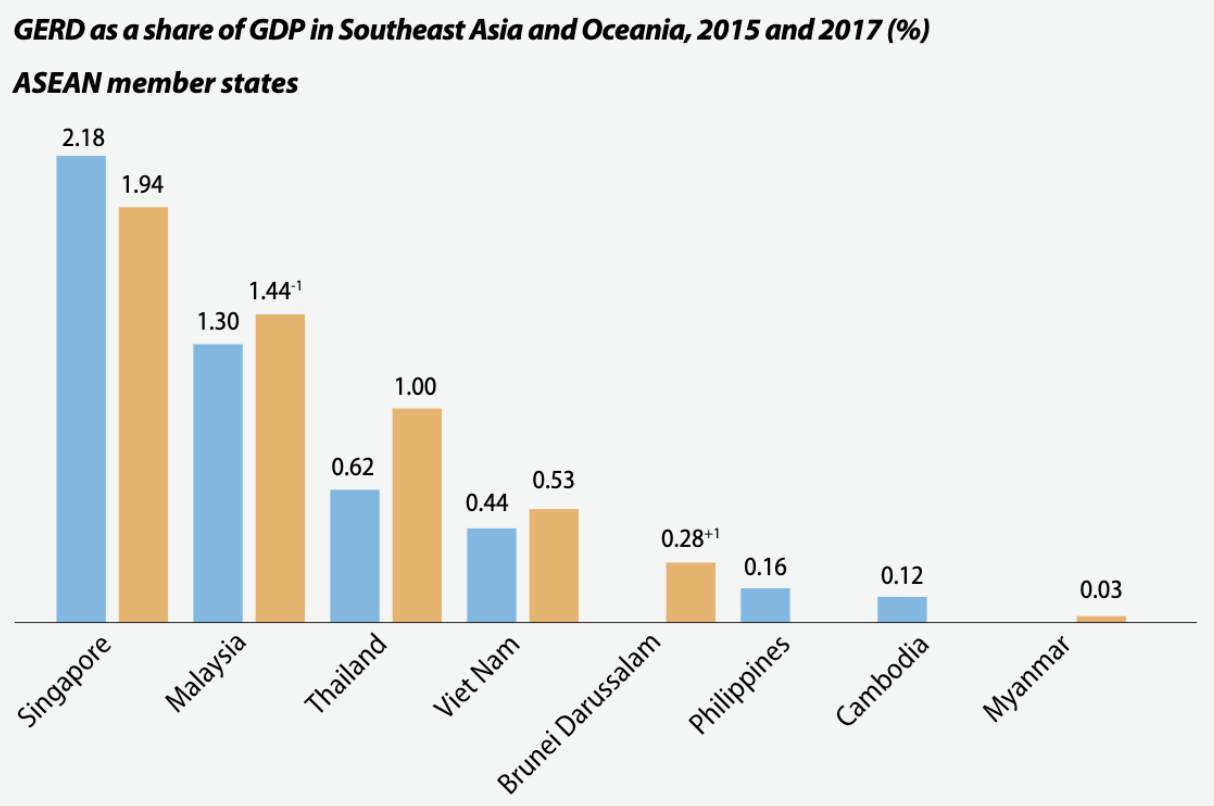 GERD as a share of GDP in Southeast Asia and Oceania, 2015 and 2017 (%)
ASEAN member states
2.18
1.94
1.30
1.44⁻¹
0.62
1.00
0.44
0.53
0.28⁺¹
0.16
0.12
0.03
Singapore
Malaysia
Thailand
Viet Nam
Brunei Darussalam
Philippines
Cambodia
Myanmar